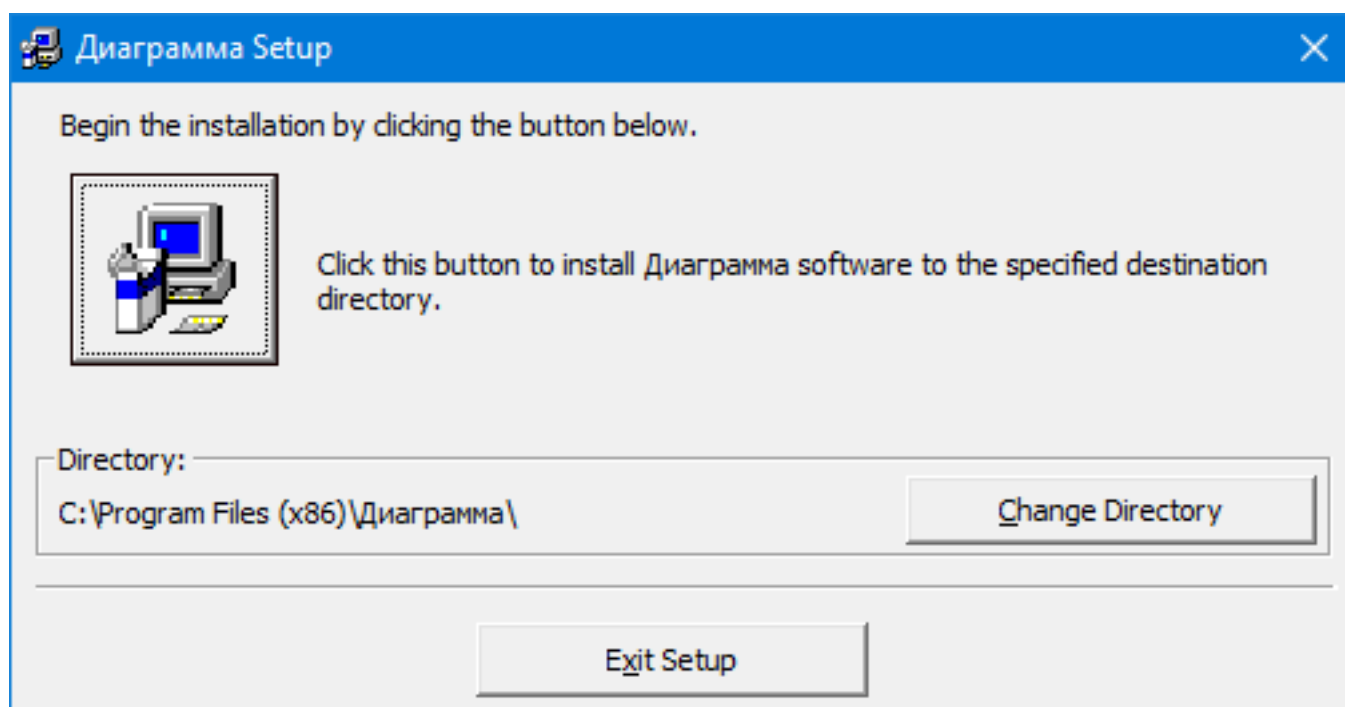 Диаграмма Setup
Begin the installation by clicking the button below.
Click this button to install Диаграмма software to the specified destination
directory.
Directory:
C:\Program Files (x86)\Диаграмма\
Change Directory
Exit Setup